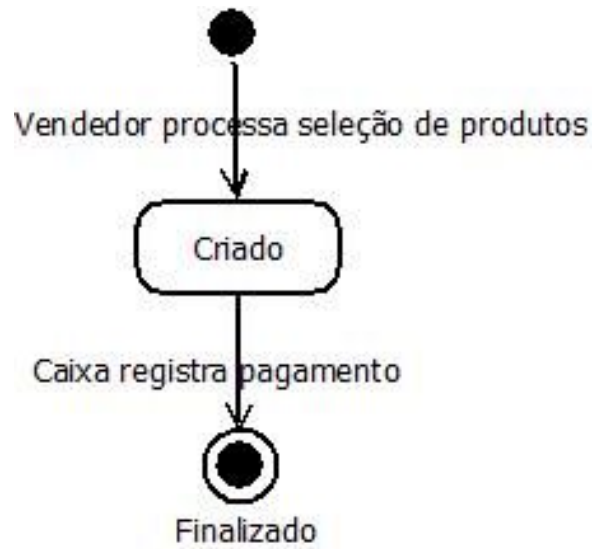 Vendedor processa seleção de produtos
Criado
Caixa registra pagamento
Finalizado